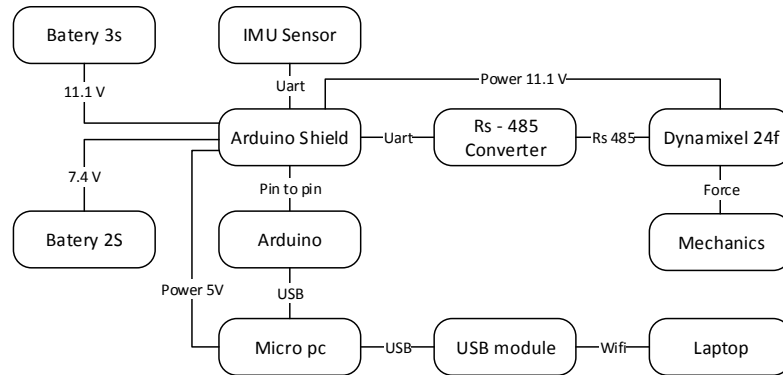 Batery 3s
IMU Sensor
Power 11.1 V
11.1 V
Uart
Arduino Shield
Uart
Rs - 485
Converter
Rs 485
Dynamixel 24f
7.4 V
Pin to pin
Force
Batery 2S
Arduino
Mechanics
Power 5V
USB
Micro pc
USB
USB module
Wifi
Laptop